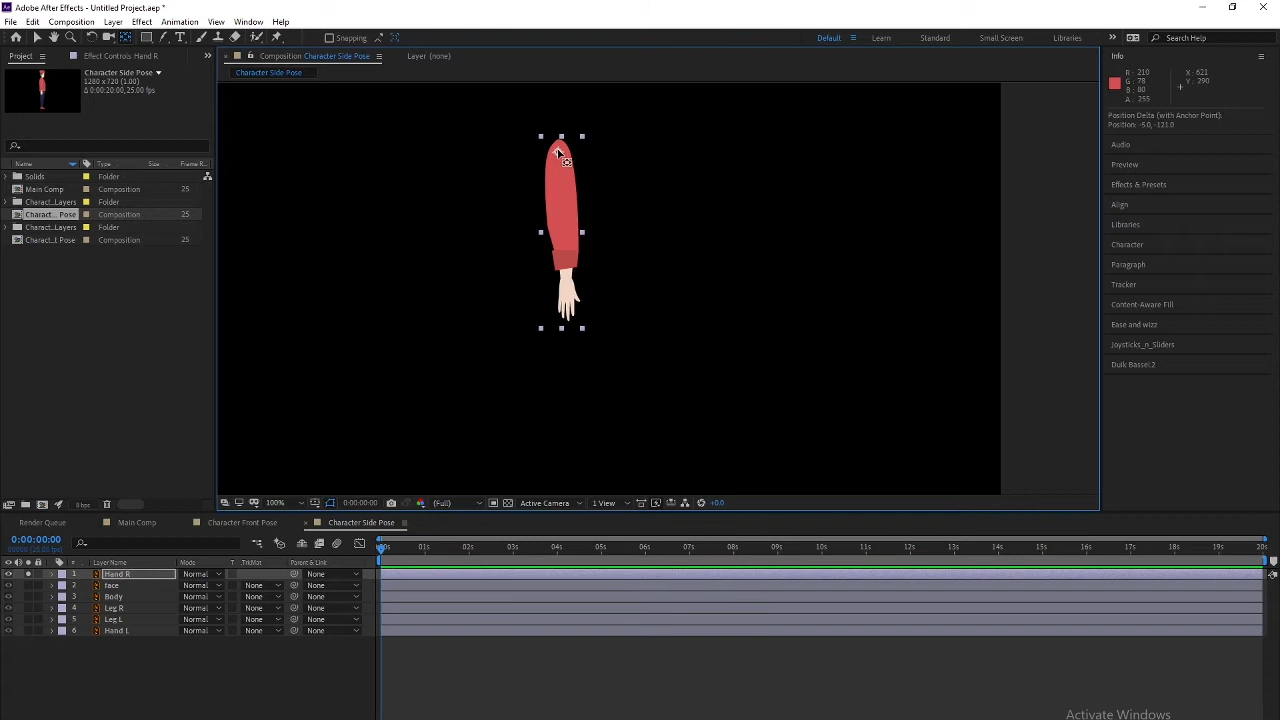 Adobe After Effects - Untitled Project.aep *
File Edit Composition Layer Effect Animation View Window Help
Snapping
Default
Learn
Standard
Small Screen
Libraries
Search Help
Project
Effect Controls Hand R
Character Side Pose
1280 x 720 (1.00)
Δ 0:00:20:00, 25.00 fps
Name Type Size Frame R...
Solids Folder
Main Comp Composition 25
Charact..._Layers Folder
Charact... Pose Composition 25
Charact..._Layers Folder
Charact...t Pose Composition 25
8 bpc
Composition Character Side Pose
Layer (none)
Character Side Pose
100%
0:00:00:00
(Full)
Active Camera
1 View
+0.0
Info
R : 210
G : 78
B : 80
A : 255
X : 621
Y : 290
Position Delta (with Anchor Point):
Position: -5.0, -121.0
Audio
Preview
Effects & Presets
Align
Libraries
Character
Paragraph
Tracker
Content-Aware Fill
Ease and wizz
Joysticks_n_Sliders
Duik Bassel.2
Render Queue
Main Comp
Character Front Pose
Character Side Pose
0:00:00:00
00000 (25.00 fps)
# Layer Name Mode T .TrkMat Parent & Link
1 Hand R Normal None
2 face Normal None None
3 Body Normal None None
4 Leg R Normal None None
5 Leg L Normal None None
6 Hand L Normal None None
01s 02s 03s 04s 05s 06s 07s 08s 09s 10s 11s 12s 13s 14s 15s 16s 17s 18s 19s 20s
Activate Windows